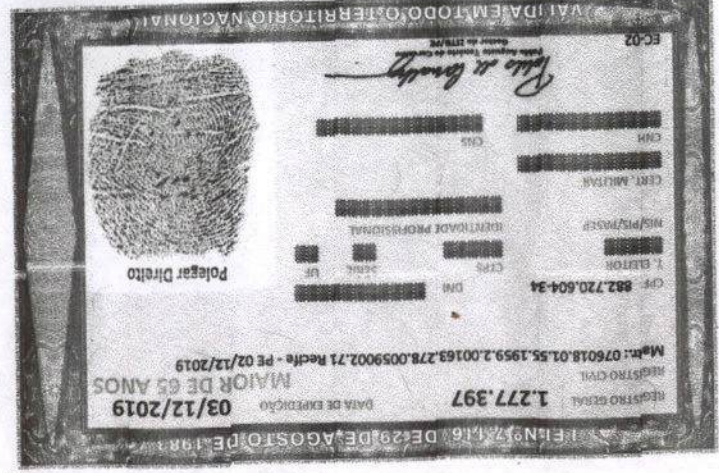 LEI Nº 7.116 DE 29 DE AGOSTO DE 1983
REGISTRO GERAL 1.277.397 DATA DE EXPEDIÇÃO 03/12/2019
REGISTRO CIVIL MAIOR DE 65 ANOS
Matr.: 076018.01.55.1959.2.00163.278.0059002.71 Recife - PE 02/12/2019
CPF 882.720.604-34 DNI
T. ELEITOR CTPS SÉRIE UF
NIS/PIS/PASEP IDENTIDADE PROFISSIONAL
CERT. MILITAR
CNH CNS
Polegar Direito
EC-02
VÁLIDA EM TODO O TERRITÓRIO NACIONAL